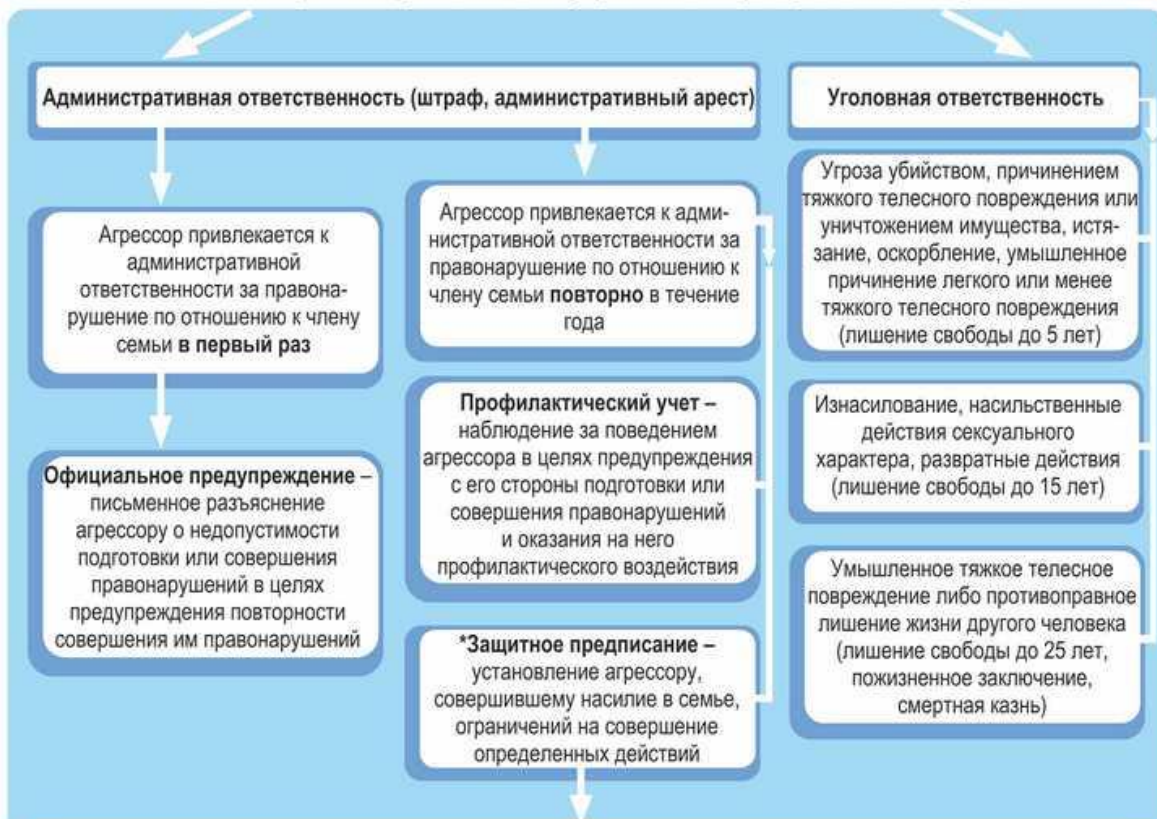 Административная ответственность (штраф, административный арест)
Агрессор привлекается к
административной
ответственности за правона-
рушение по отношению к члену
семьи в первый раз
Официальное предупреждение –
письменное разъяснение
агрессору о недопустимости
подготовки или совершения
правонарушений в целях
предупреждения повторности
совершения им правонарушений
Агрессор привлекается к адми-
нистративной ответственности за
правонарушение по отношению к
члену семьи повторно в течение
года
Профилактический учет –
наблюдение за поведением
агрессора в целях предупреждения
с его стороны подготовки или
совершения правонарушений
и оказания на него
профилактического воздействия
*Защитное предписание –
установление агрессору,
совершившему насилие в семье,
ограничений на совершение
определенных действий
Уголовная ответственность
Угроза убийством, причинением
тяжкого телесного повреждения или
уничтожением имущества, истя-
зание, оскорбление, умышленное
причинение легкого или менее
тяжкого телесного повреждения
(лишение свободы до 5 лет)
Изнасилование, насильственные
действия сексуального
характера, развратные действия
(лишение свободы до 15 лет)
Умышленное тяжкое телесное
повреждение либо противоправное
лишение жизни другого человека
(лишение свободы до 25 лет,
пожизненное заключение,
смертная казнь)